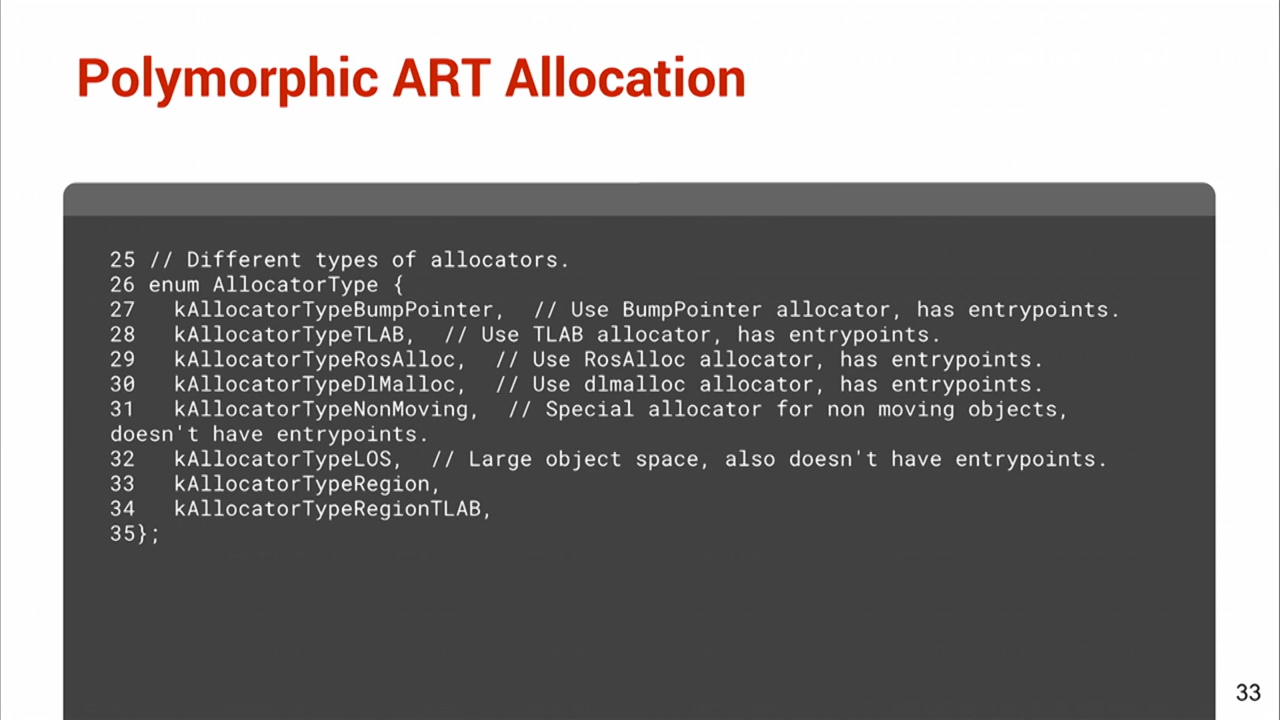 Polymorphic ART Allocation
25 // Different types of allocators.
26 enum AllocatorType {
27   kAllocatorTypeBumpPointer,  // Use BumpPointer allocator, has entrypoints.
28   kAllocatorTypeTLAB,  // Use TLAB allocator, has entrypoints.
29   kAllocatorTypeRosAlloc,  // Use RosAlloc allocator, has entrypoints.
30   kAllocatorTypeDlMalloc,  // Use dlmalloc allocator, has entrypoints.
31   kAllocatorTypeNonMoving,  // Special allocator for non moving objects,
doesn't have entrypoints.
32   kAllocatorTypeLOS,  // Large object space, also doesn't have entrypoints.
33   kAllocatorTypeRegion,
34   kAllocatorTypeRegionTLAB,
35};
33